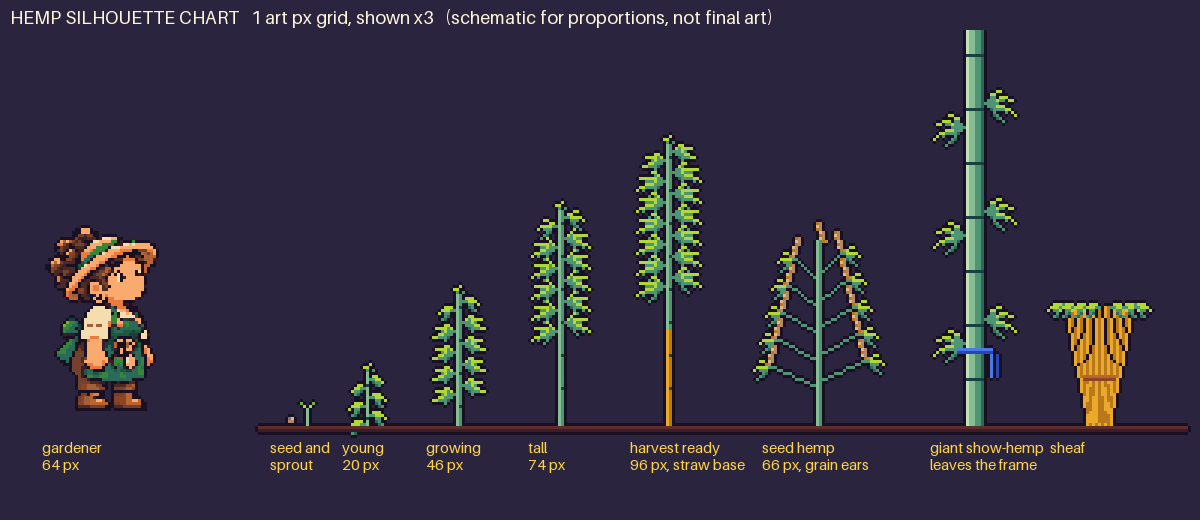 HEMP SILHOUETTE CHART   1 art px grid, shown x3   (schematic for proportions, not final art)
gardener
64 px
seed and
sprout
young
20 px
growing
46 px
tall
74 px
harvest ready
96 px, straw base
seed hemp
66 px, grain ears
giant show-hemp
leaves the frame
sheaf